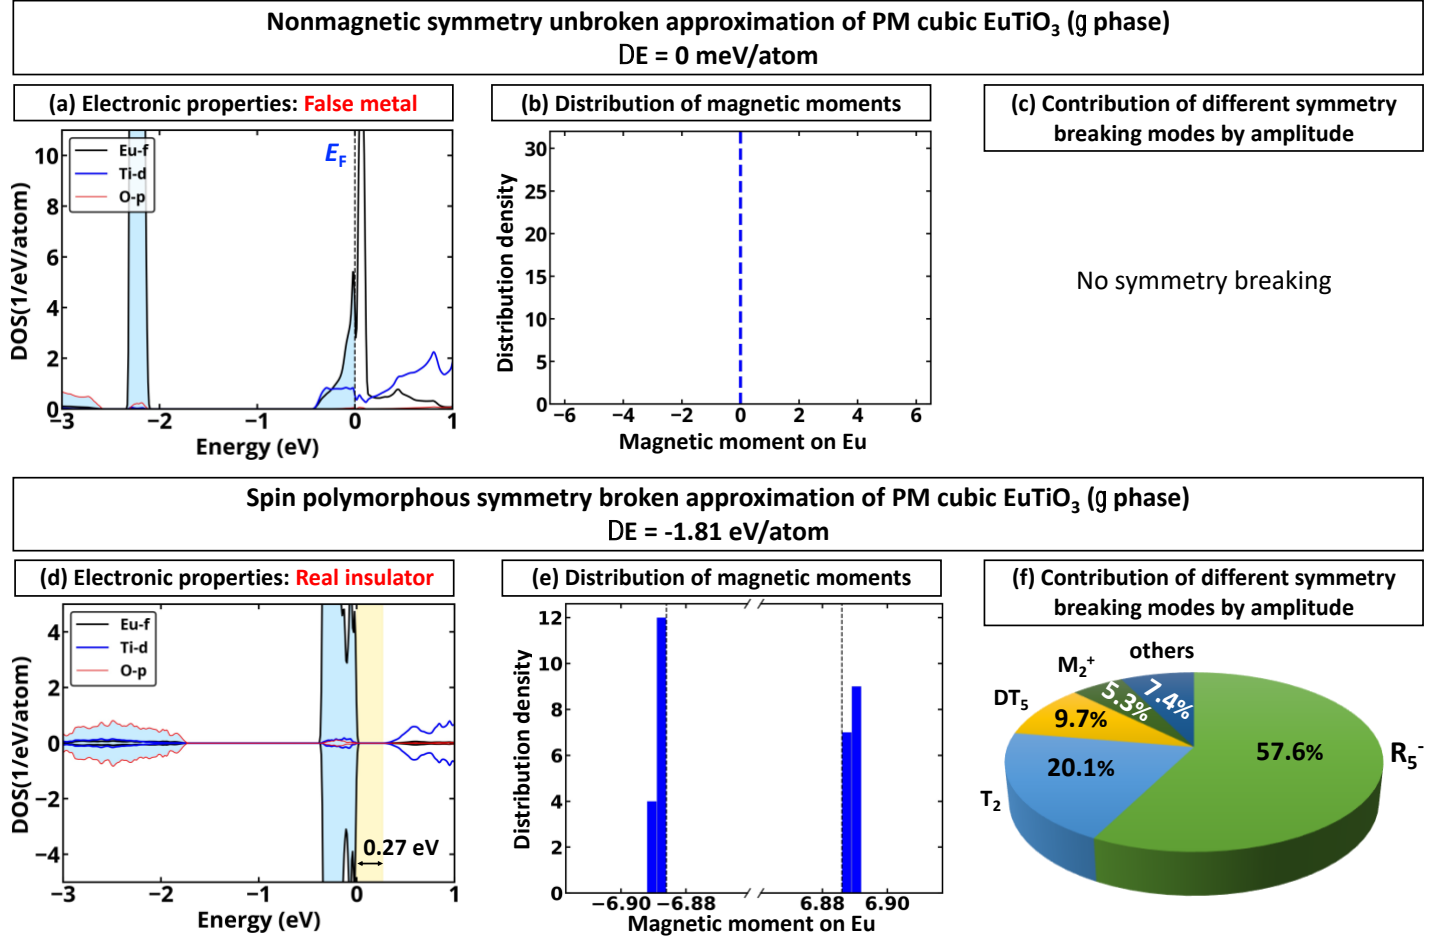 Nonmagnetic symmetry unbroken approximation of PM cubic EuTiO₃ (g phase)
DE = 0 meV/atom
(a) Electronic properties: False metal
(b) Distribution of magnetic moments
(c) Contribution of different symmetry
breaking modes by amplitude
DOS(1/eV/atom)
10
8
6
4
2
0
Eu-f
Ti-d
O-p
E_F
−3
−2
−1
0
1
Energy (eV)
Distribution density
30
25
20
15
10
5
0
−6
−4
−2
0
2
4
6
Magnetic moment on Eu
No symmetry breaking
Spin polymorphous symmetry broken approximation of PM cubic EuTiO₃ (g phase)
DE = -1.81 eV/atom
(d) Electronic properties: Real insulator
(e) Distribution of magnetic moments
(f) Contribution of different symmetry
breaking modes by amplitude
DOS(1/eV/atom)
4
2
0
−2
−4
Eu-f
Ti-d
O-p
0.27 eV
−3
−2
−1
0
1
Energy (eV)
Distribution density
12
10
8
6
4
2
0
−6.90
−6.88
6.88
6.90
Magnetic moment on Eu
others
M₂⁺
7.4%
5.3%
DT₅
9.7%
57.6%
R₅⁻
20.1%
T₂